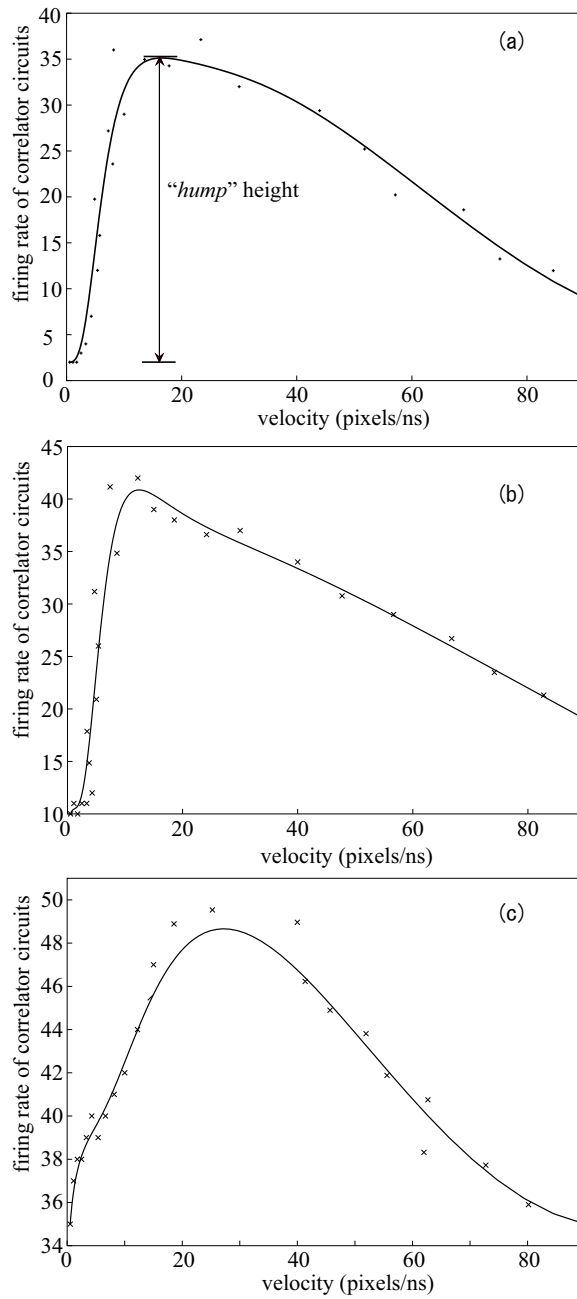 40
35
30
25
20
15
10
5
0
0 20 40 60 80
firing rate of correlator circuits
velocity (pixels/ns)
(a)
“hump” height
45
40
35
30
25
20
15
10
0 20 40 60 80
firing rate of correlator circuits
velocity (pixels/ns)
(b)
50
48
46
44
42
40
38
36
34
0 20 40 60 80
firing rate of correlator circuits
velocity (pixels/ns)
(c)